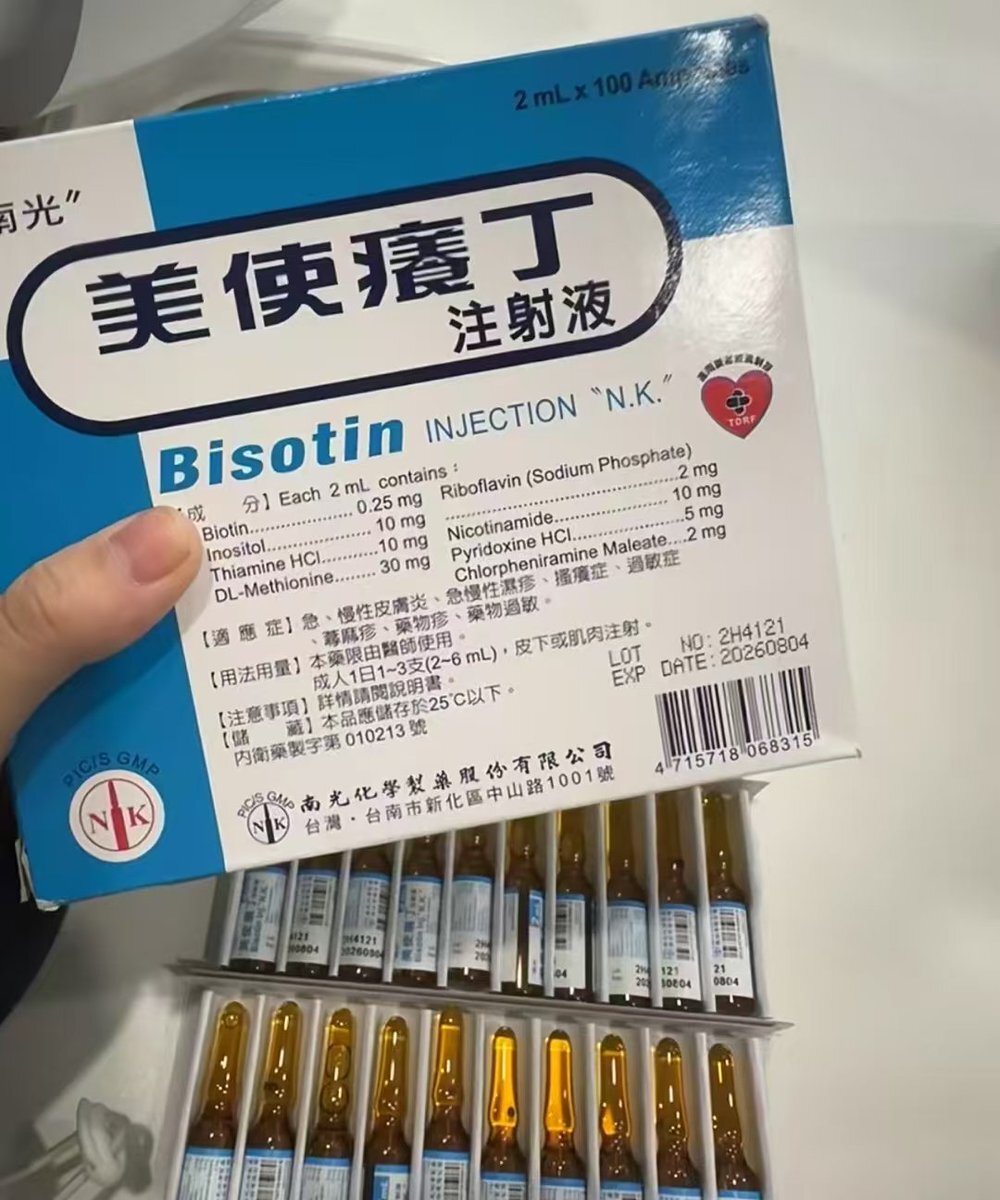 2 mL x 100 Ampoules
南光”
美使癢丁
注射液
Bisotin INJECTION “N.K.”
TDRF
【成 分】Each 2 mL contains：
Biotin.................... 0.25 mg
Inositol.................... 10 mg
Thiamine HCl...........10 mg
DL-Methionine........ 30 mg
Riboflavin (Sodium Phosphate)
............................................2 mg
Nicotinamide......................10 mg
Pyridoxine HCl....................5 mg
Chlorpheniramine Maleate....2 mg
【適 應 症】急、慢性皮膚炎、急慢性濕疹、搔癢症、過敏症
、蕁麻疹、藥物疹、藥物過敏。
【用法用量】本藥限由醫師使用。
成人1日1~3支(2~6 mL)，皮下或肌肉注射。
【注意事項】詳情請閱說明書。
【儲 藏】本品應儲存於25℃以下。
內衛藥製字第 010213 號
LOT NO: 2H4121
EXP DATE: 20260804
4 715718 068315
PIC/S GMP
NK
PIC/S GMP
NK
南光化學製藥股份有限公司
台灣・台南市新化區中山路1001號